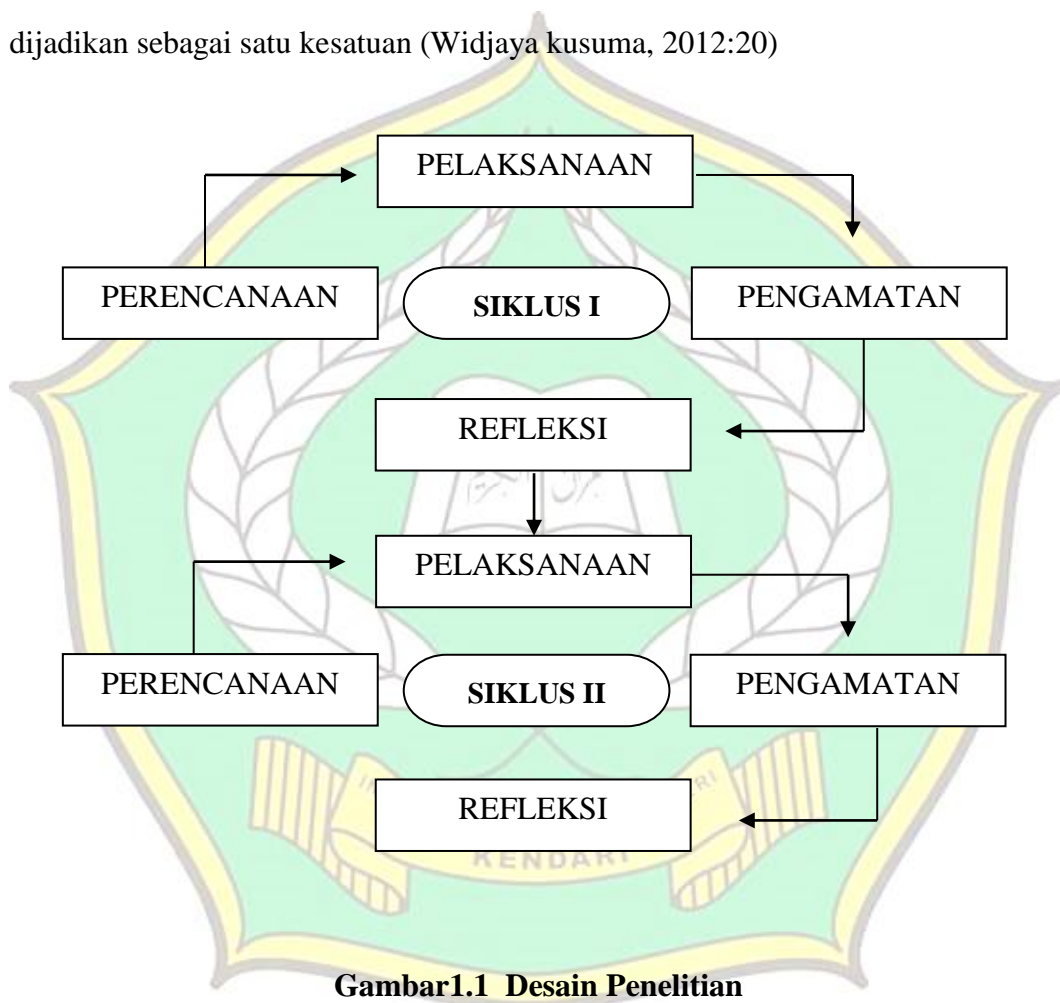 dijadikan sebagai satu kesatuan (Widjaya kusuma, 2012:20)
PELAKSANAAN
PERENCANAAN
SIKLUS I
PENGAMATAN
REFLEKSI
PELAKSANAAN
PERENCANAAN
SIKLUS II
PENGAMATAN
REFLEKSI
KENDARI
Gambar1.1 Desain Penelitian